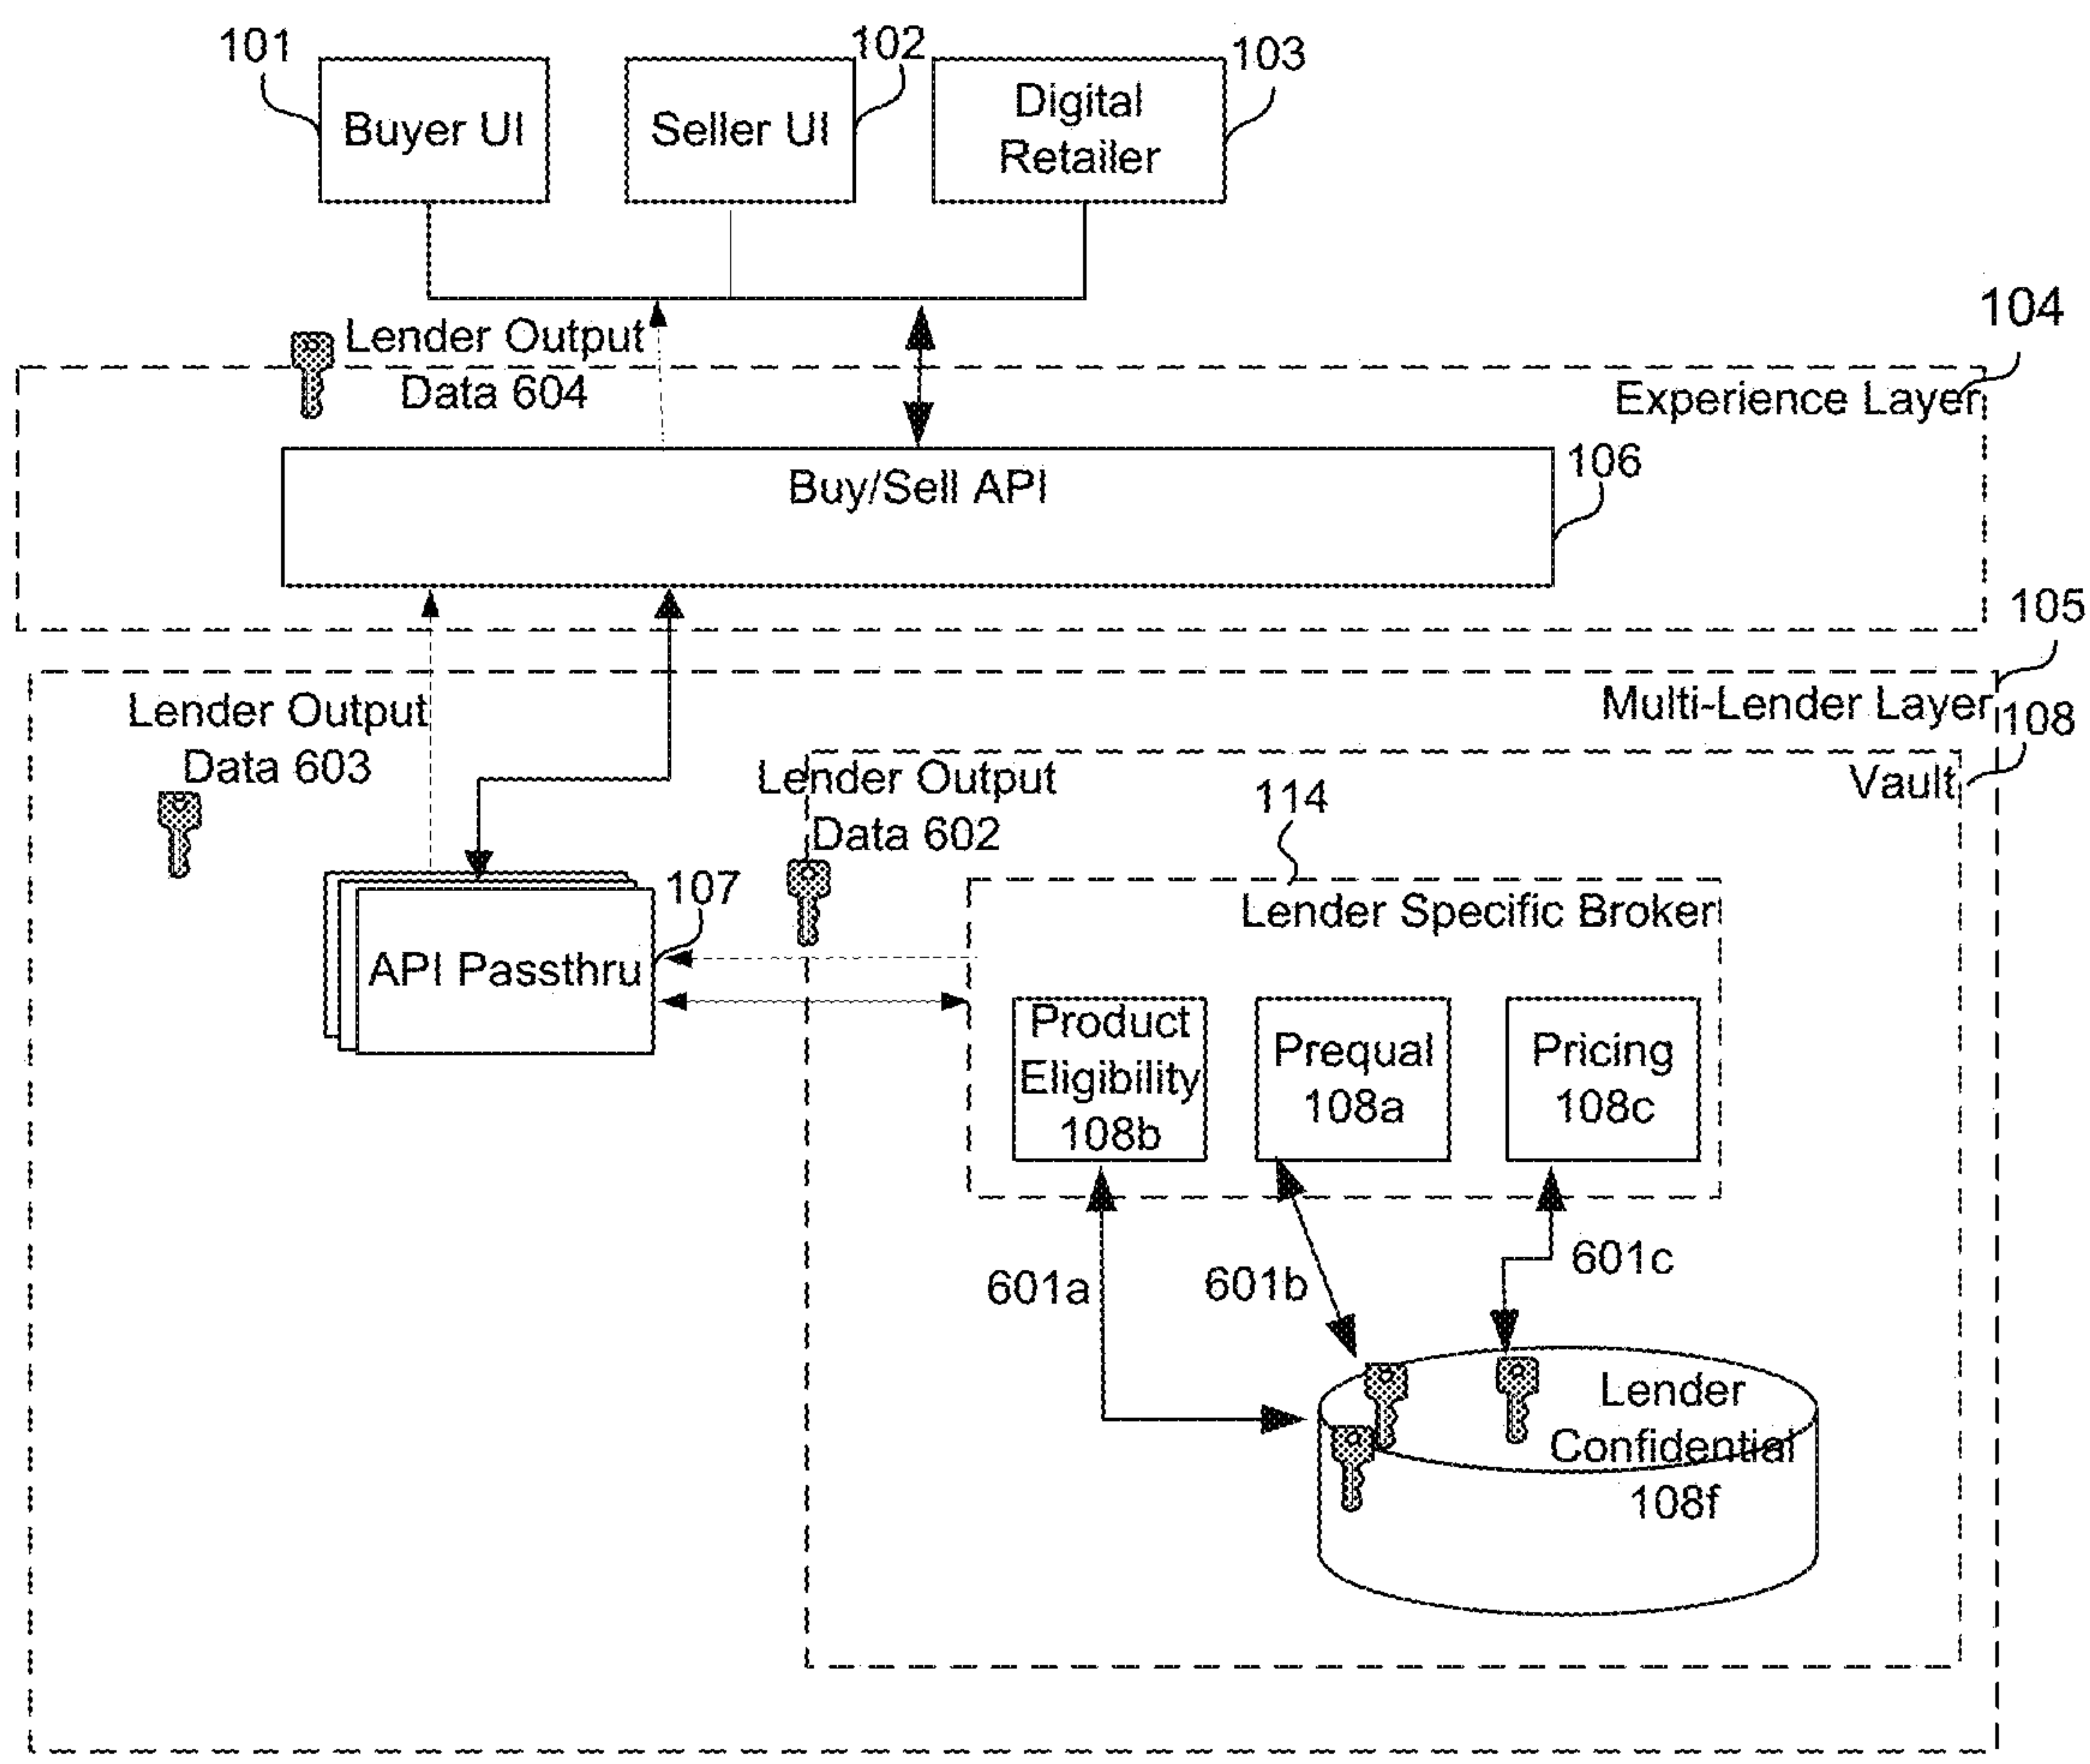 101
Buyer UI
102
Seller UI
103
Digital
Retailer
104
Lender Output
Data 604
Experience Layer
106
Buy/Sell API
105
Multi-Lender Layer
108
Lender Output
Data 603
Vault
Lender Output
Data 602
114
107
API Passthru
Lender Specific Broker
Product
Eligibility
108b
Prequal
108a
Pricing
108c
601a
601b
601c
Lender
Confidential
108f